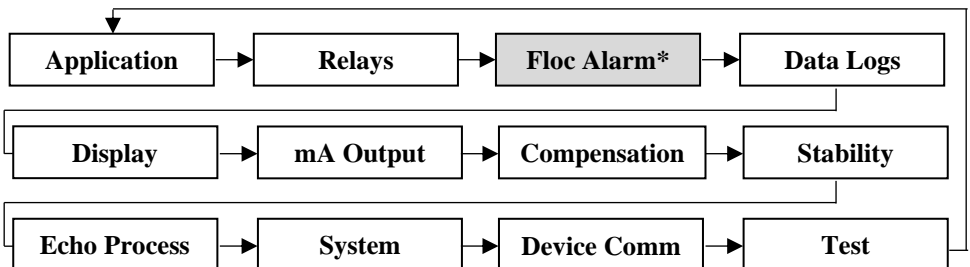 Application Relays Floc Alarm* Data Logs
Display mA Output Compensation Stability
Echo Process System Device Comm Test